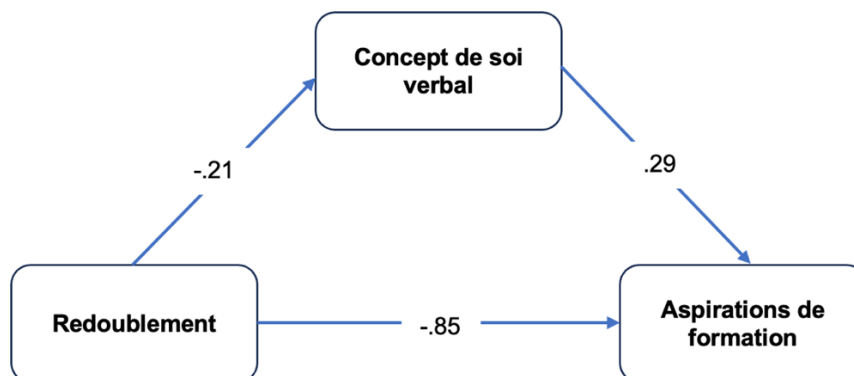 Concept de soi
verbal
-.21
.29
Redoublement
-.85
Aspirations de
formation